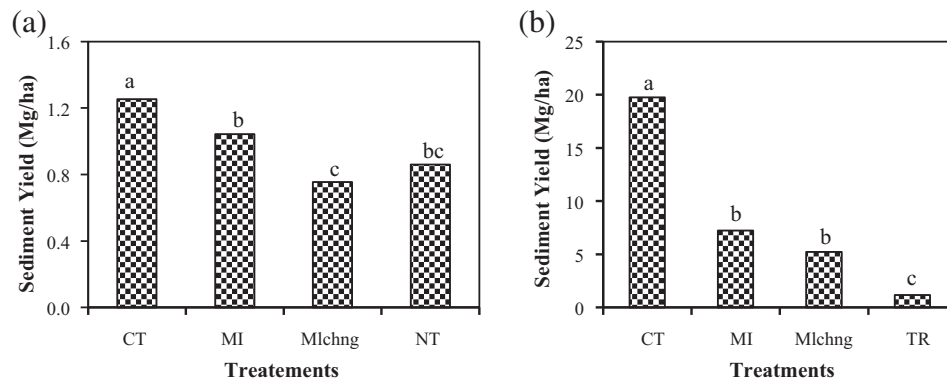 (a)
Sediment Yield (Mg/ha)
1.6
1.2
0.8
0.4
0.0
a
b
c
bc
CT MI Mlchng NT
Treatements
(b)
Sediment Yield (Mg/ha)
25
20
15
10
5
0
a
b
b
c
CT MI Mlchng TR
Treatments